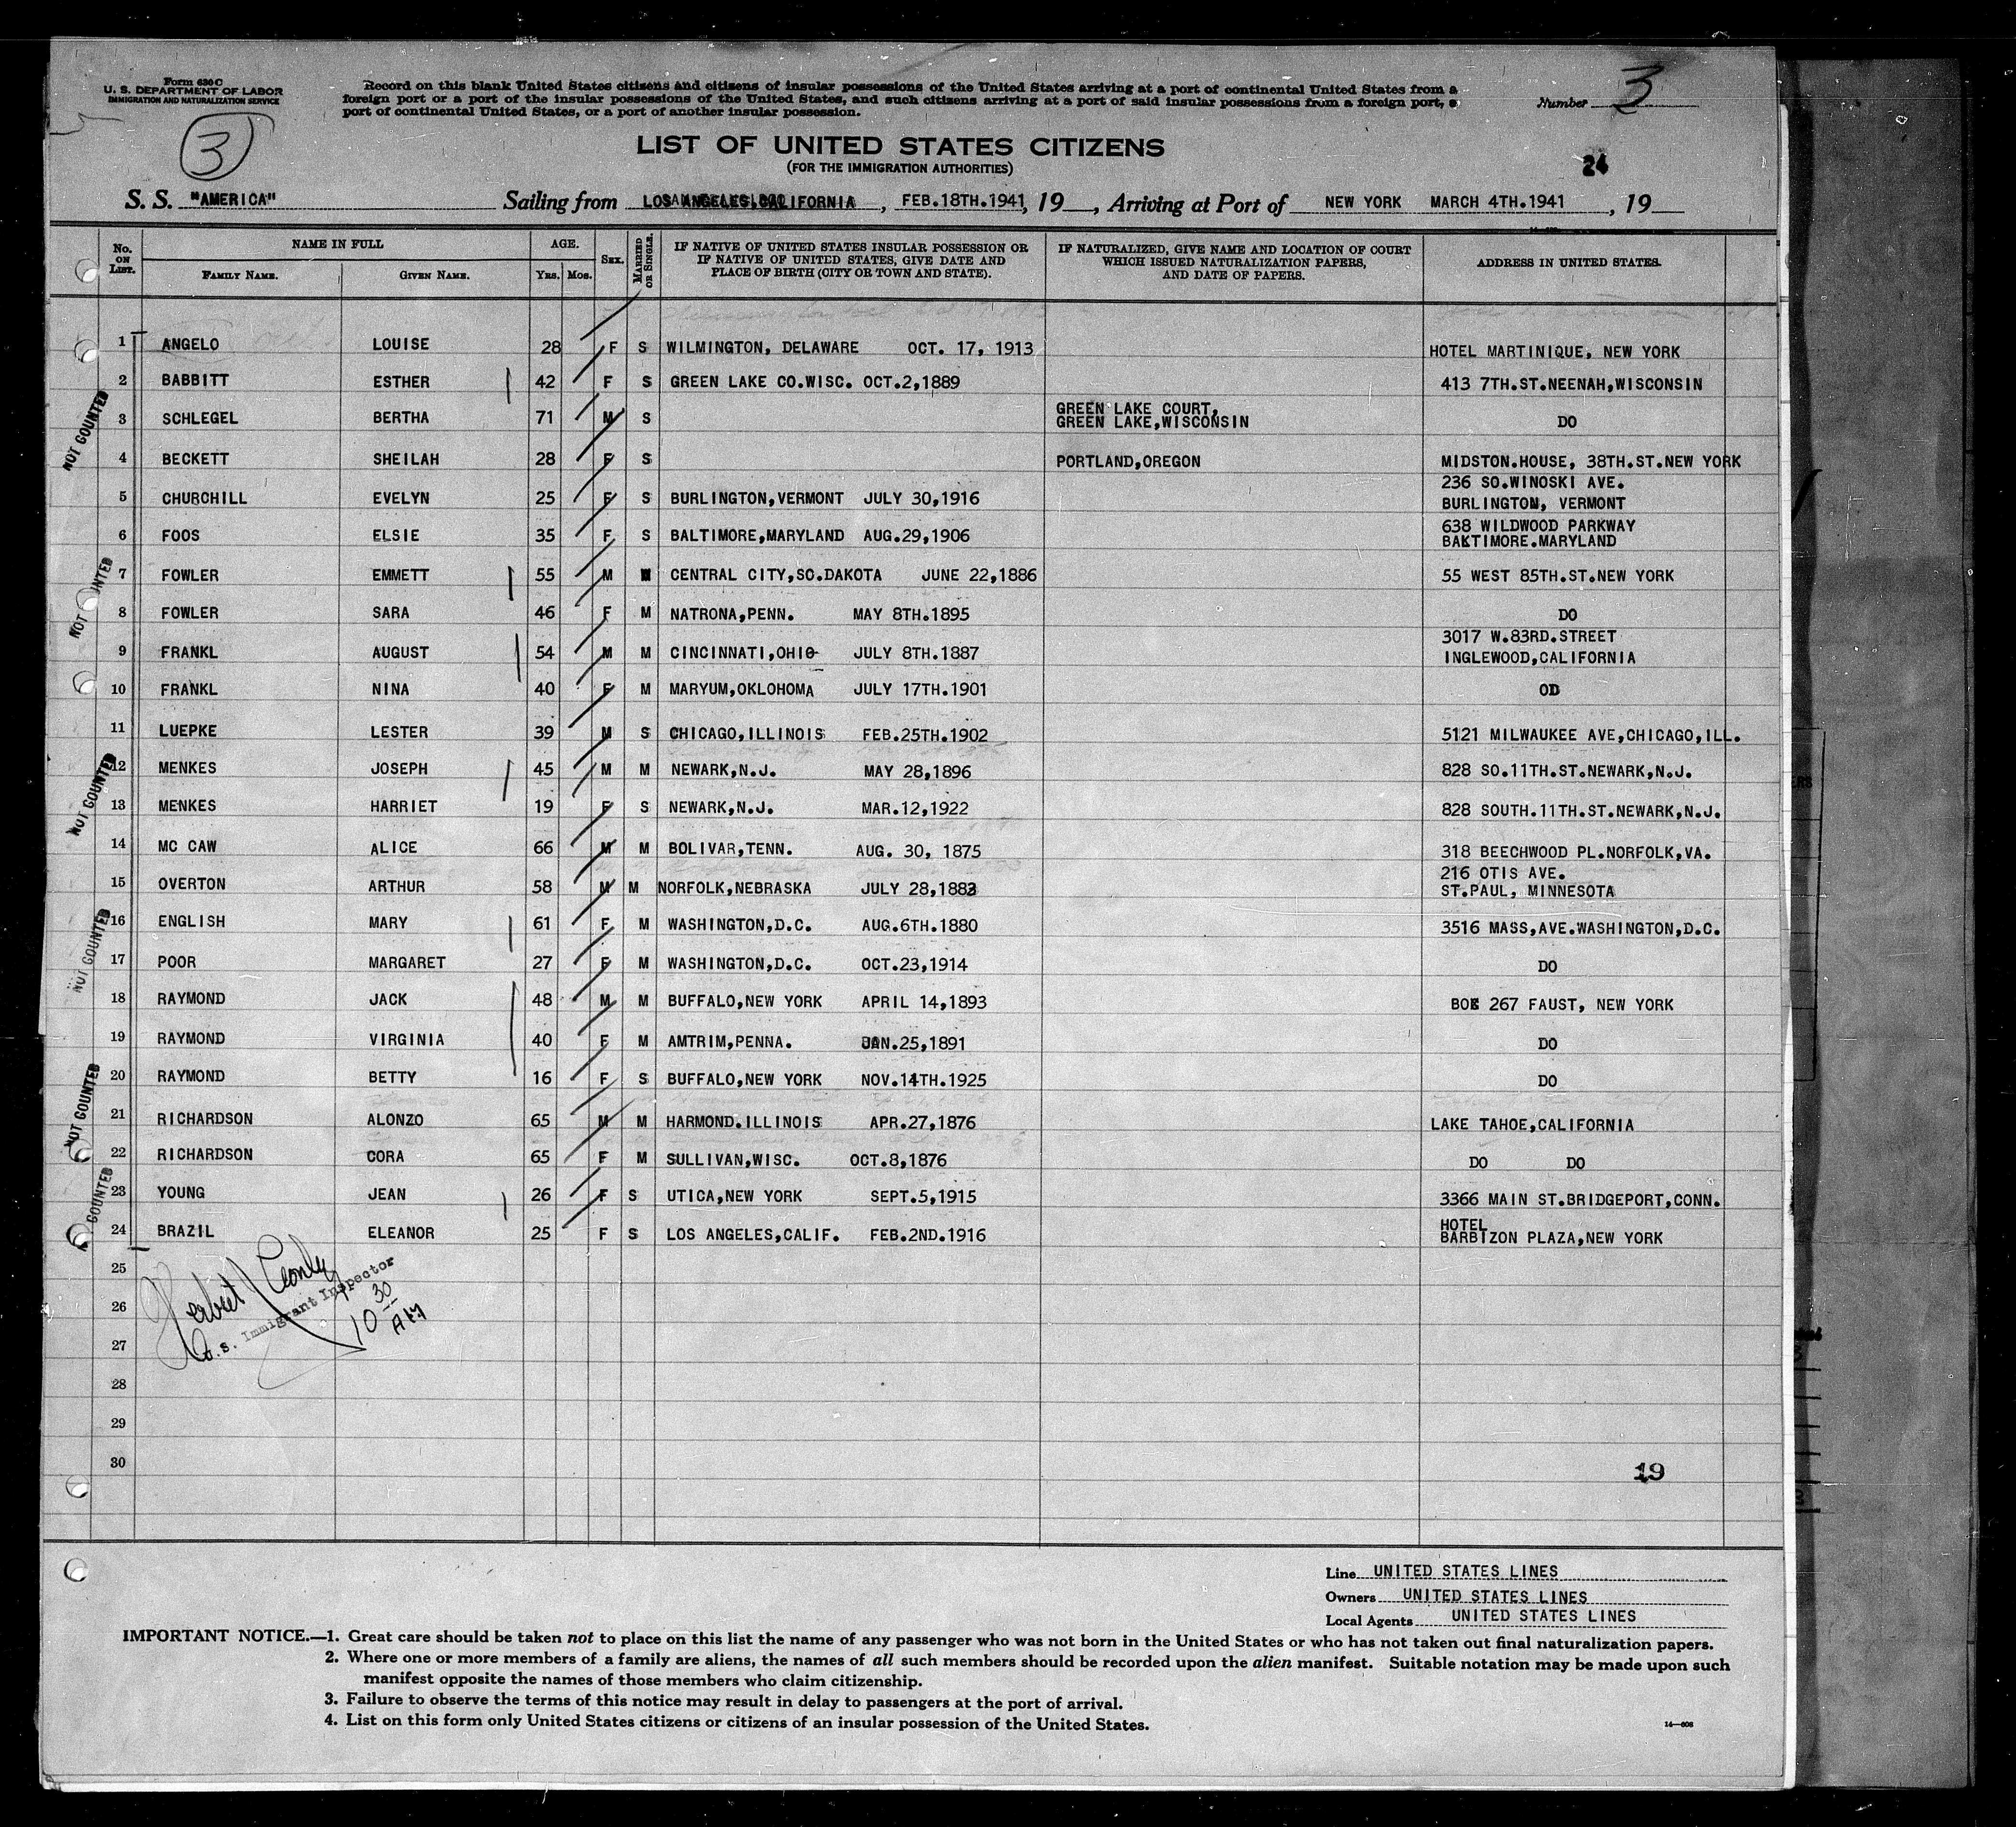 Form 630 C
U. S. DEPARTMENT OF LABOR
IMMIGRATION AND NATURALIZATION SERVICE
Record on this blank United States citizens and citizens of insular possessions of the United States arriving at a port of continental United States from a
foreign port or a port of the insular possessions of the United States, and such citizens arriving at a port of said insular possessions from a foreign port, a
port of continental United States, or a port of another insular possession.
Number 3
3
LIST OF UNITED STATES CITIZENS
(FOR THE IMMIGRATION AUTHORITIES)
24
S. S. "AMERICA" Sailing from LOS ANGELES, CALIFORNIA, FEB.18TH.1941, 19 , Arriving at Port of NEW YORK MARCH 4TH.1941 , 19
No. ON LIST. NAME IN FULL AGE. SEX. MARRIED OR SINGLE. IF NATIVE OF UNITED STATES INSULAR POSSESSION OR IF NATIVE OF UNITED STATES, GIVE DATE AND PLACE OF BIRTH (CITY OR TOWN AND STATE). IF NATURALIZED, GIVE NAME AND LOCATION OF COURT WHICH ISSUED NATURALIZATION PAPERS, AND DATE OF PAPERS. ADDRESS IN UNITED STATES.
FAMILY NAME. GIVEN NAME. YRS. MOS.
1 ANGELO LOUISE 28 F S WILMINGTON, DELAWARE OCT. 17, 1913 HOTEL MARTINIQUE, NEW YORK
2 BABBITT ESTHER 42 F S GREEN LAKE CO.WISC. OCT.2,1889 413 7TH.ST.NEENAH,WISCONSIN
NOT COUNTED
3 SCHLEGEL BERTHA 71 M S GREEN LAKE COURT, GREEN LAKE,WISCONSIN DO
4 BECKETT SHEILAH 28 F S PORTLAND,OREGON MIDSTON.HOUSE, 38TH.ST.NEW YORK
5 CHURCHILL EVELYN 25 F S BURLINGTON,VERMONT JULY 30,1916 236 SO.WINOSKI AVE. BURLINGTON, VERMONT
6 FOOS ELSIE 35 F S BALTIMORE,MARYLAND AUG.29,1906 638 WILDWOOD PARKWAY BAKTIMORE.MARYLAND
NOT COUNTED
7 FOWLER EMMETT 55 M M CENTRAL CITY,SO.DAKOTA JUNE 22,1886 55 WEST 85TH.ST.NEW YORK
8 FOWLER SARA 46 F M NATRONA,PENN. MAY 8TH.1895 DO
9 FRANKL AUGUST 54 M M CINCINNATI,OHIO JULY 8TH.1887 3017 W.83RD.STREET INGLEWOOD,CALIFORNIA
10 FRANKL NINA 40 F M MARYUM,OKLOHOMA JULY 17TH.1901 OD
11 LUEPKE LESTER 39 M S CHICAGO,ILLINOIS FEB.25TH.1902 5121 MILWAUKEE AVE,CHICAGO,ILL.
NOT COUNTED
12 MENKES JOSEPH 45 M M NEWARK,N.J. MAY 28,1896 828 SO.11TH.ST.NEWARK,N.J.
13 MENKES HARRIET 19 F S NEWARK,N.J. MAR.12,1922 828 SOUTH.11TH.ST.NEWARK,N.J.
14 MC CAW ALICE 66 M M BOLIVAR,TENN. AUG. 30, 1875 318 BEECHWOOD PL.NORFOLK,VA.
15 OVERTON ARTHUR 58 M M NORFOLK,NEBRASKA JULY 28,1883 216 OTIS AVE. ST.PAUL, MINNESOTA
NOT COUNTED
16 ENGLISH MARY 61 F M WASHINGTON,D.C. AUG.6TH.1880 3516 MASS,AVE.WASHINGTON,D.C.
17 POOR MARGARET 27 F M WASHINGTON,D.C. OCT.23,1914 DO
18 RAYMOND JACK 48 M M BUFFALO,NEW YORK APRIL 14,1893 BOX 267 FAUST, NEW YORK
19 RAYMOND VIRGINIA 40 F M AMTRIM,PENNA. JAN.25,1891 DO
20 RAYMOND BETTY 16 F S BUFFALO,NEW YORK NOV.14TH.1925 DO
NOT COUNTED
21 RICHARDSON ALONZO 65 M M HARMOND.ILLINOIS APR.27,1876 LAKE TAHOE,CALIFORNIA
22 RICHARDSON CORA 65 F M SULLIVAN,WISC. OCT.8,1876 DO DO
COUNTED
23 YOUNG JEAN 26 F S UTICA,NEW YORK SEPT.5,1915 3366 MAIN ST.BRIDGEPORT,CONN.
24 BRAZIL ELEANOR 25 F S LOS ANGELES,CALIF. FEB.2ND.1916 HOTEL BARBIZON PLAZA,NEW YORK
25
Herbert
U.S. Immigrant Inspector
10 30 AM
26
27
28
29
30
19
Line UNITED STATES LINES
Owners UNITED STATES LINES
Local Agents UNITED STATES LINES
IMPORTANT NOTICE.—1. Great care should be taken not to place on this list the name of any passenger who was not born in the United States or who has not taken out final naturalization papers.
2. Where one or more members of a family are aliens, the names of all such members should be recorded upon the alien manifest. Suitable notation may be made upon such
manifest opposite the names of those members who claim citizenship.
3. Failure to observe the terms of this notice may result in delay to passengers at the port of arrival.
4. List on this form only United States citizens or citizens of an insular possession of the United States.
14—608